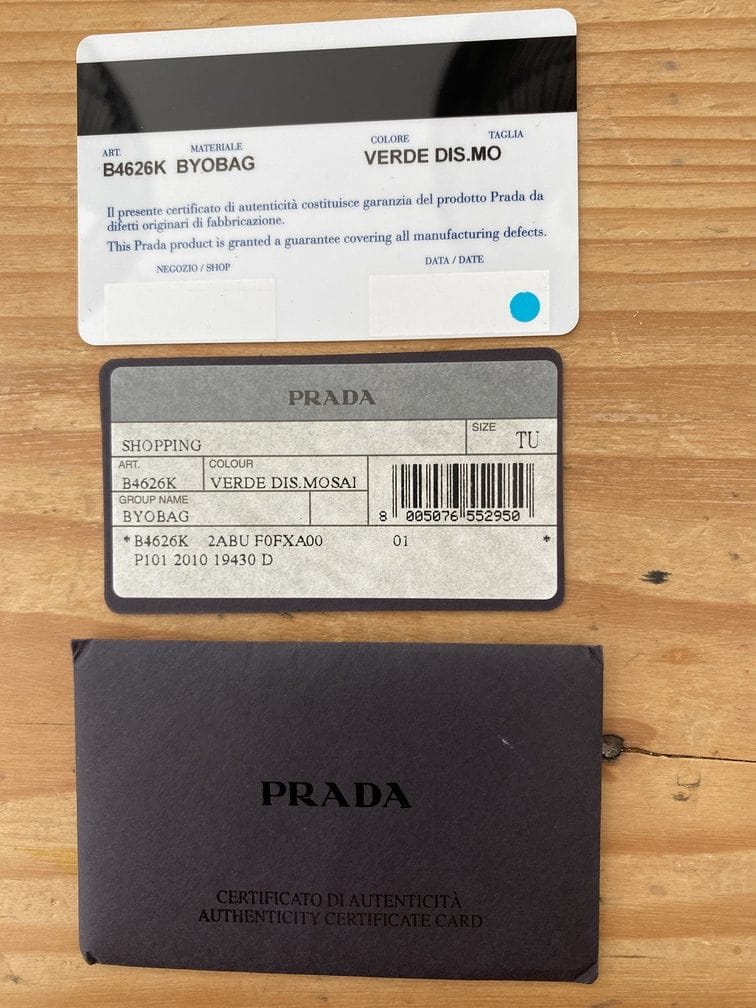 ART. MATERIALE COLORE TAGLIA
B4626K BYOBAG VERDE DIS.MO
Il presente certificato di autenticità costituisce garanzia del prodotto Prada da
difetti originari di fabbricazione.
This Prada product is granted a guarantee covering all manufacturing defects.
NEGOZIO / SHOP DATA / DATE
PRADA
SHOPPING SIZE TU
ART. COLOUR
B4626K VERDE DIS.MOSAI
GROUP NAME
BYOBAG
8 005076 552950
*B4626K 2ABU F0FXA00 01 *
P101 2010 19430 D
PRADA
CERTIFICATO DI AUTENTICITÀ
AUTHENTICITY CERTIFICATE CARD